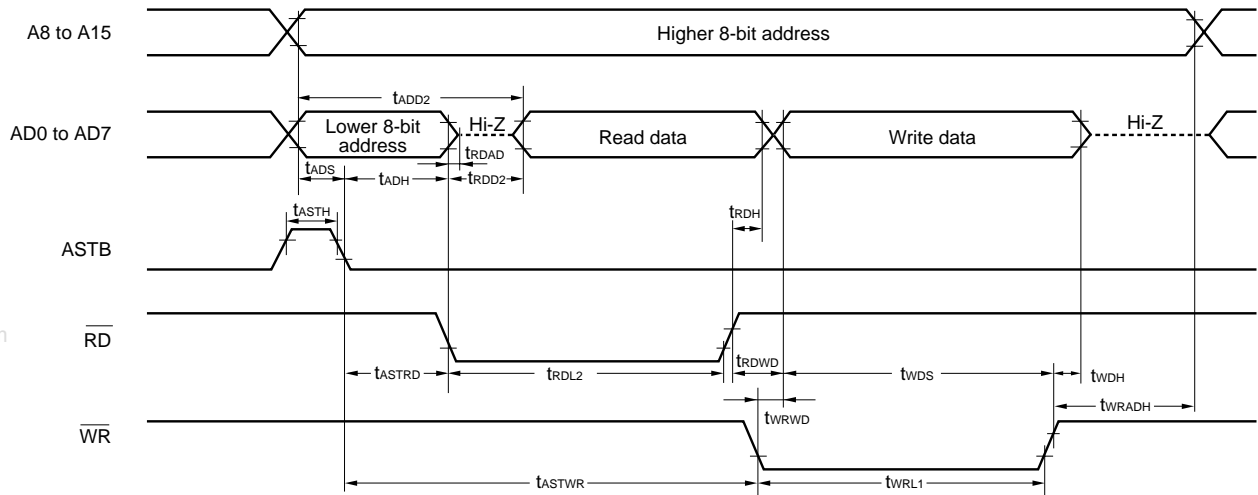 A8 to A15
Higher 8-bit address
tADD2
AD0 to AD7
Lower 8-bit
address
Hi-Z
Read data
Write data
Hi-Z
tRDAD
tADS
tADH
tRDD2
tASTH
tRDH
ASTB
RD
tASTRD
tRDL2
tRDWD
tWDS
tWDH
tWRWD
tWRADH
WR
tASTWR
tWRL1